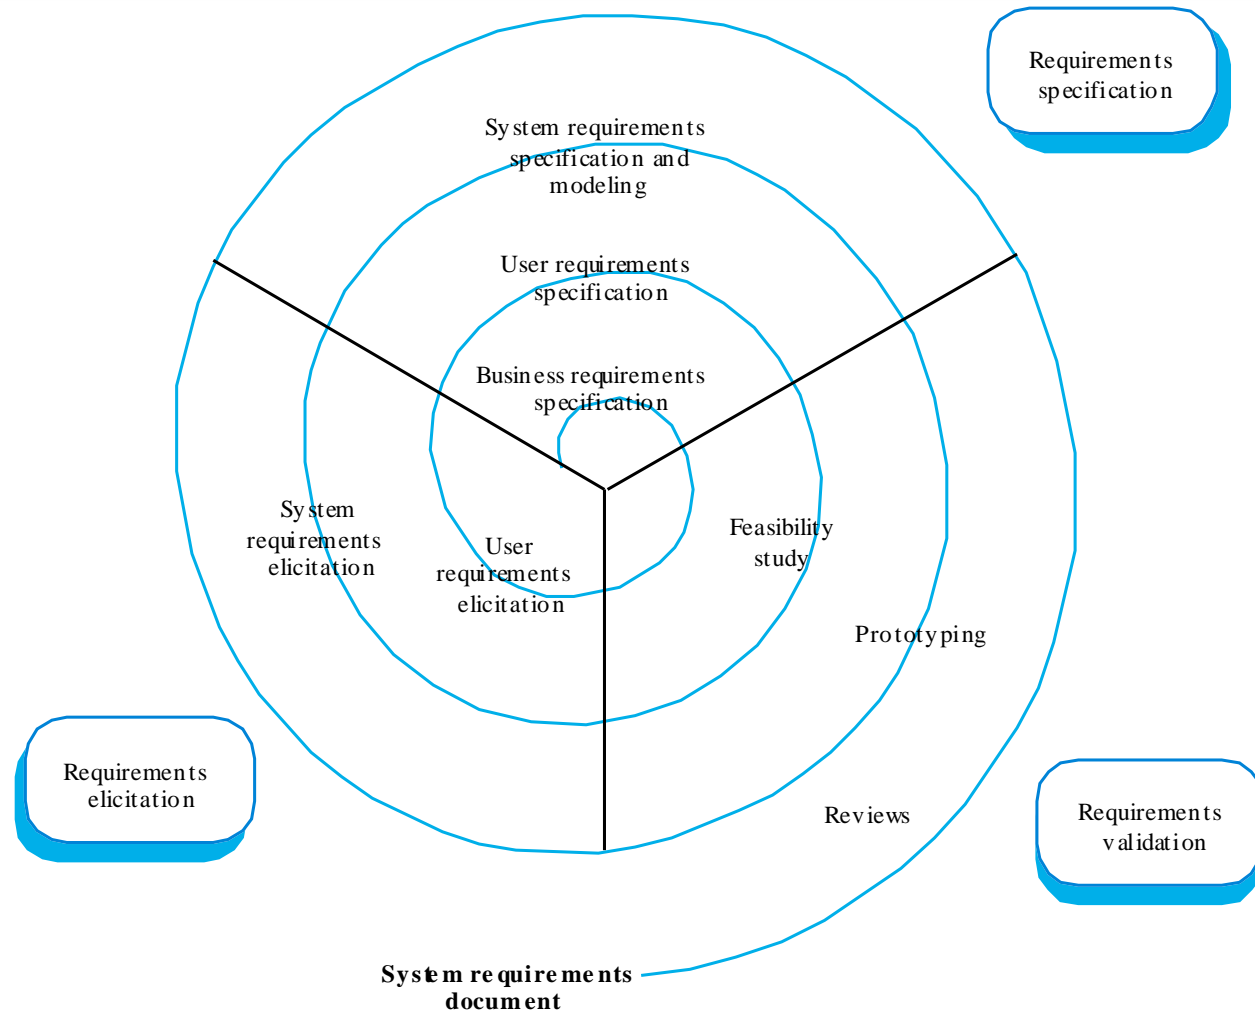 Requirements
specification
System requirements
specification and
modeling
User requirements
specification
Business requirements
specification
System
requirements
elicitation
User
requirements
elicitation
Feasibility
study
Prototyping
Reviews
Requirements
elicitation
Requirements
validation
System requirements
document